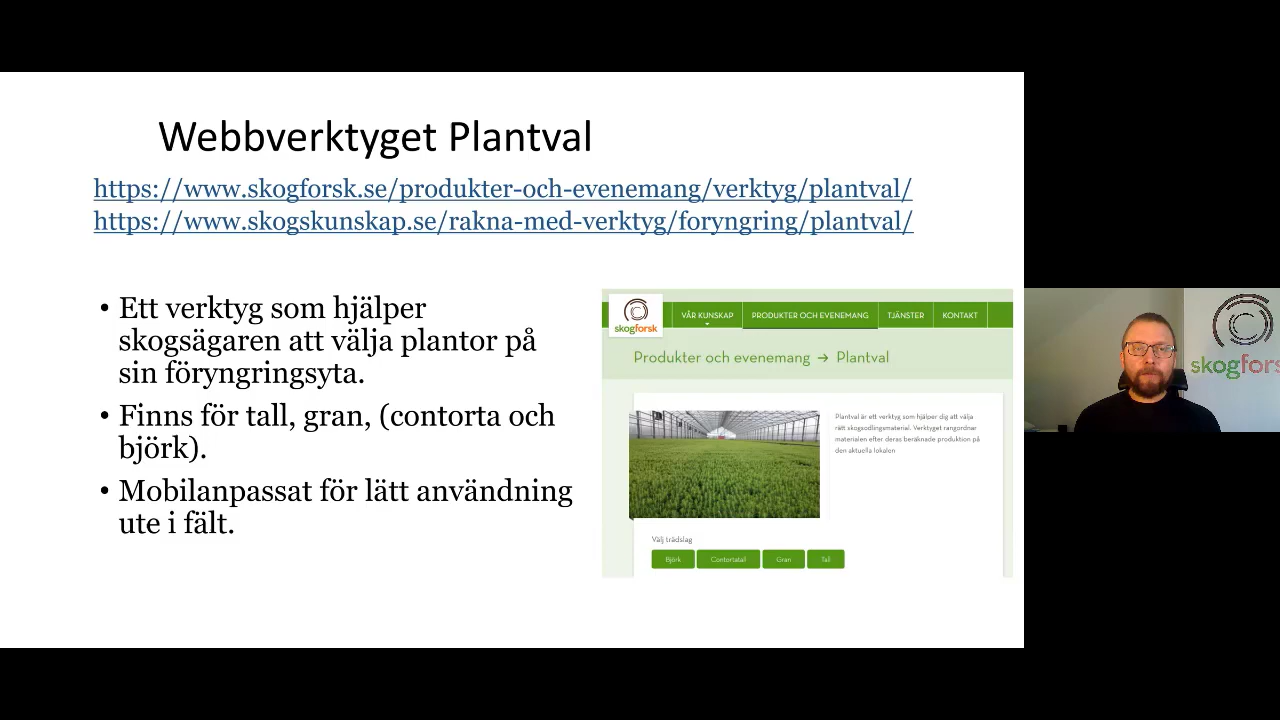 Webbverktyget Plantval
https://www.skogforsk.se/produkter-och-evenemang/verktyg/plantval/
https://www.skogskunskap.se/rakna-med-verktyg/foryngring/plantval/
• Ett verktyg som hjälper
skogsägaren att välja plantor på
sin föryngringsyta.
• Finns för tall, gran, (contorta och
björk).
• Mobilanpassat för lätt användning
ute i fält.
skogforsk
VÅR KUNSKAP
PRODUKTER OCH EVENEMANG
TJÄNSTER
KONTAKT
Produkter och evenemang → Plantval
Plantval är ett verktyg som hjälper dig att välja
rätt skogsodlingsmaterial. Verktyget rangordnar
materialen efter deras beräknade produktion på
den aktuella lokalen
Välj trädslag
Björk
Contortatall
Gran
Tall
skogfors